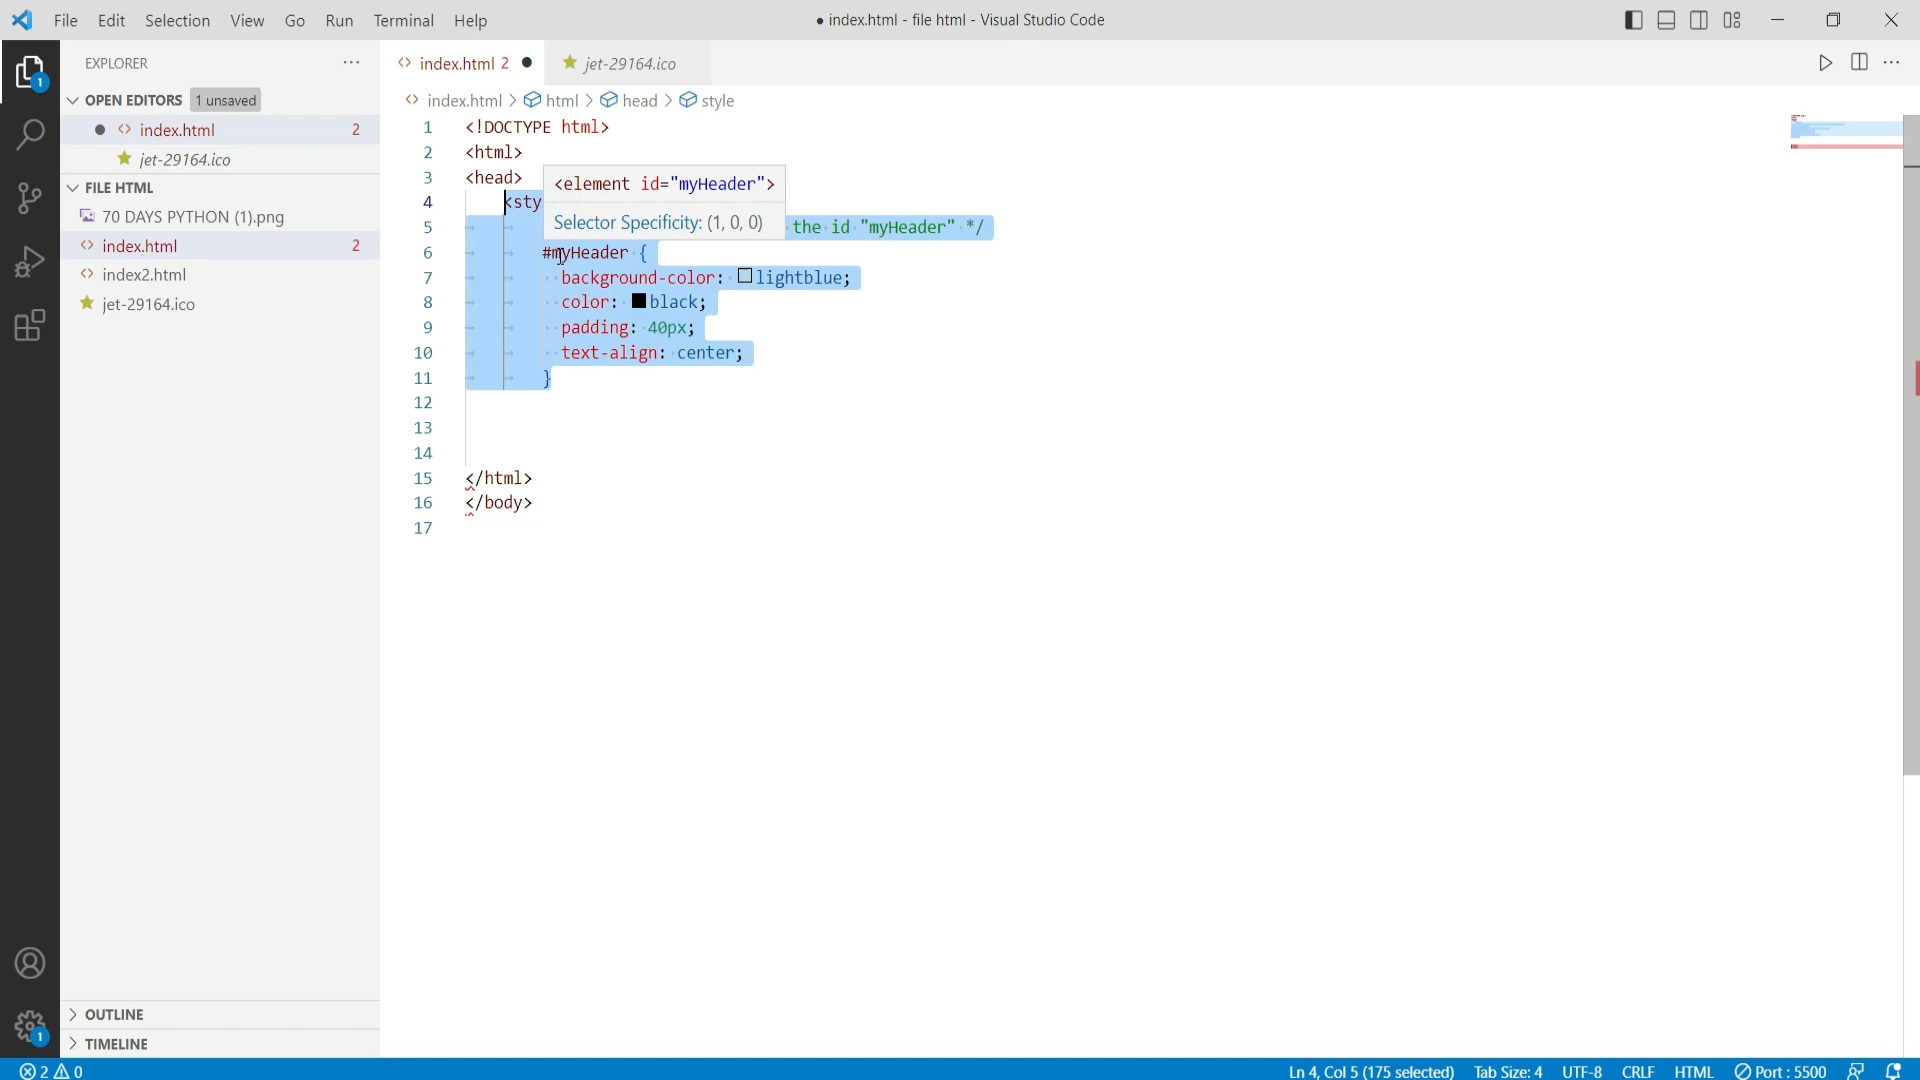 File Edit Selection View Go Run Terminal Help
● index.html - file html - Visual Studio Code
EXPLORER
OPEN EDITORS 1 unsaved
index.html 2
jet-29164.ico
FILE HTML
70 DAYS PYTHON (1).png
index.html 2
index2.html
jet-29164.ico
OUTLINE
TIMELINE
1
1
index.html 2
jet-29164.ico
index.html > html > head > style
1 <!DOCTYPE html>
2 <html>
3 <head>
<element id="myHeader">
4 <sty
Selector Specificity: (1, 0, 0)
5 the id "myHeader" */
6 #myHeader {
7 background-color: lightblue;
8 color: black;
9 padding: 40px;
10 text-align: center;
11 }
12
13
14
15 </html>
16 </body>
17
2 0
Ln 4, Col 5 (175 selected) Tab Size: 4 UTF-8 CRLF HTML Port : 5500